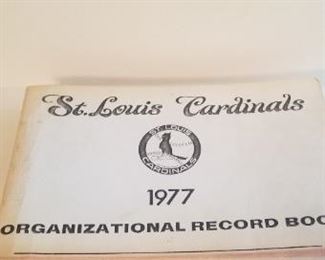 St. Louis Cardinals
ST. LOUIS
CARDINALS
1977
ORGANIZATIONAL RECORD BOO